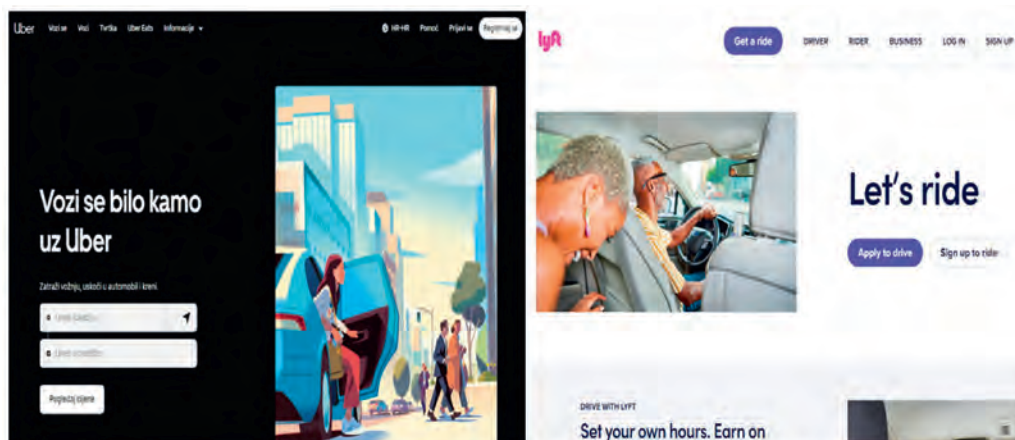 Uber Vozi se Vozi Tvrtka Uber Eats Informacije HR-HR Pomoć Prijavi se Registriraj se
Vozi se bilo kamo
uz Uber
Zatraži vožnju, uskoči u automobil i kreni.
Pogledaj cijene
lyft Get a ride DRIVER RIDER BUSINESS LOG IN SIGN UP
Let's ride
Apply to drive Sign up to ride
DRIVE WITH LYFT
Set your own hours. Earn on